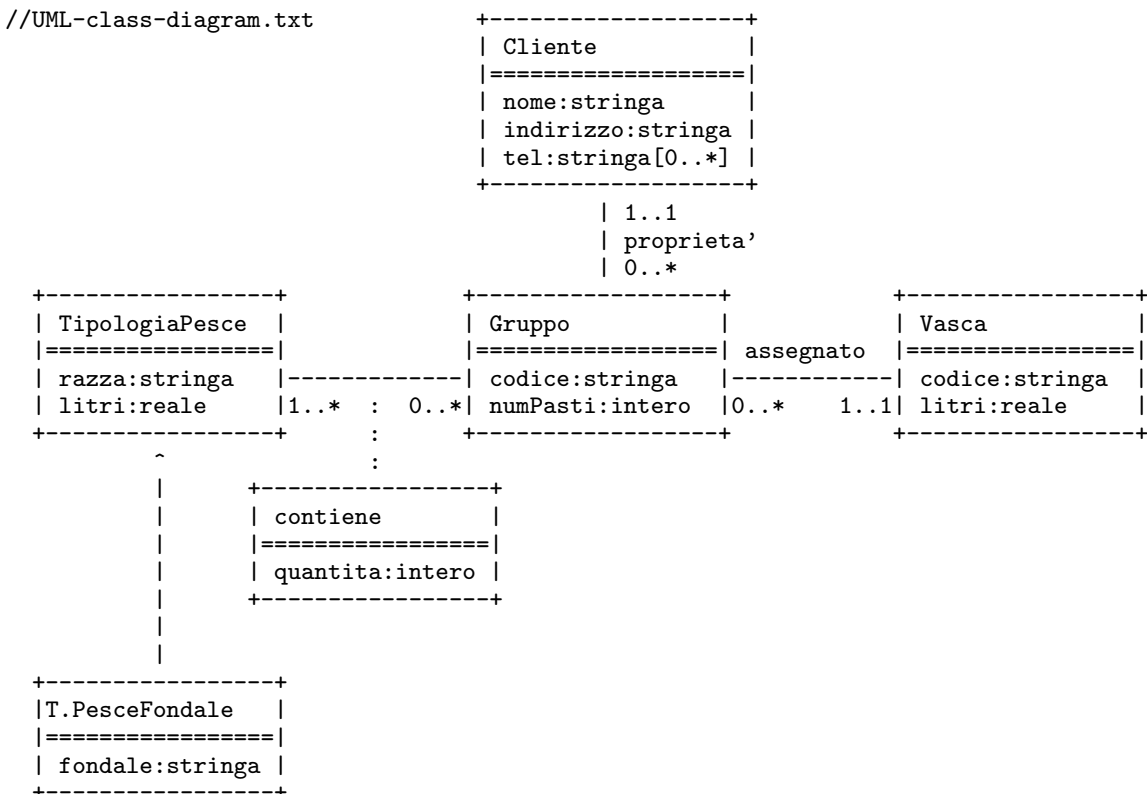 //UML-class-diagram.txt
+-------------------+
| Cliente           |
|===================|
| nome:stringa      |
| indirizzo:stringa |
| tel:stringa[0..*] |
+-------------------+
| 1..1
| proprieta'
| 0..*
+-----------------+             +------------------+            +-----------------+
| TipologiaPesce  |             | Gruppo           |            | Vasca           |
|=================|             |==================| assegnato  |=================|
| razza:stringa   |-------------| codice:stringa   |------------| codice:stringa  |
| litri:reale     |1..*  :  0..*| numPasti:intero  |0..*    1..1| litri:reale     |
+-----------------+      :      +------------------+            +-----------------+
^               :
|      +-----------------+
|      | contiene        |
|      |=================|
|      | quantita:intero |
|      +-----------------+
|
|
+-----------------+
|T.PesceFondale   |
|=================|
| fondale:stringa |
+-----------------+